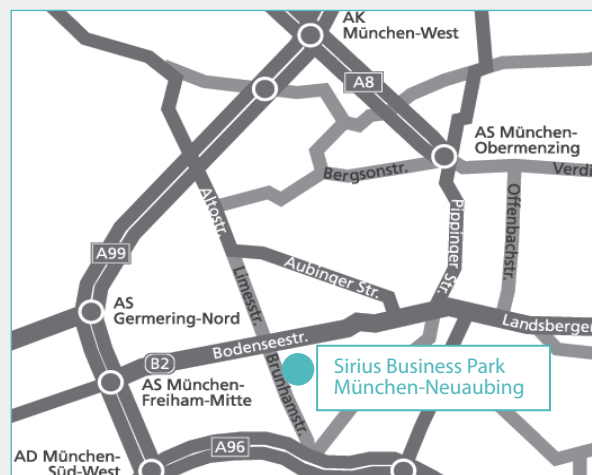 AK
München-West
A8
AS München-
Obermenzing
Bergsonstr.
Verdi
Altostr.
Pippinger Str.
Offenbachstr.
A99
Aubinger Str.
Limesstr.
AS
Germering-Nord
Landsberger
Bodenseestr.
B2
Sirius Business Park
München-Neuaubing
AS München-
Freiham-Mitte
Brunhamstr.
A96
AD München-
Süd-West